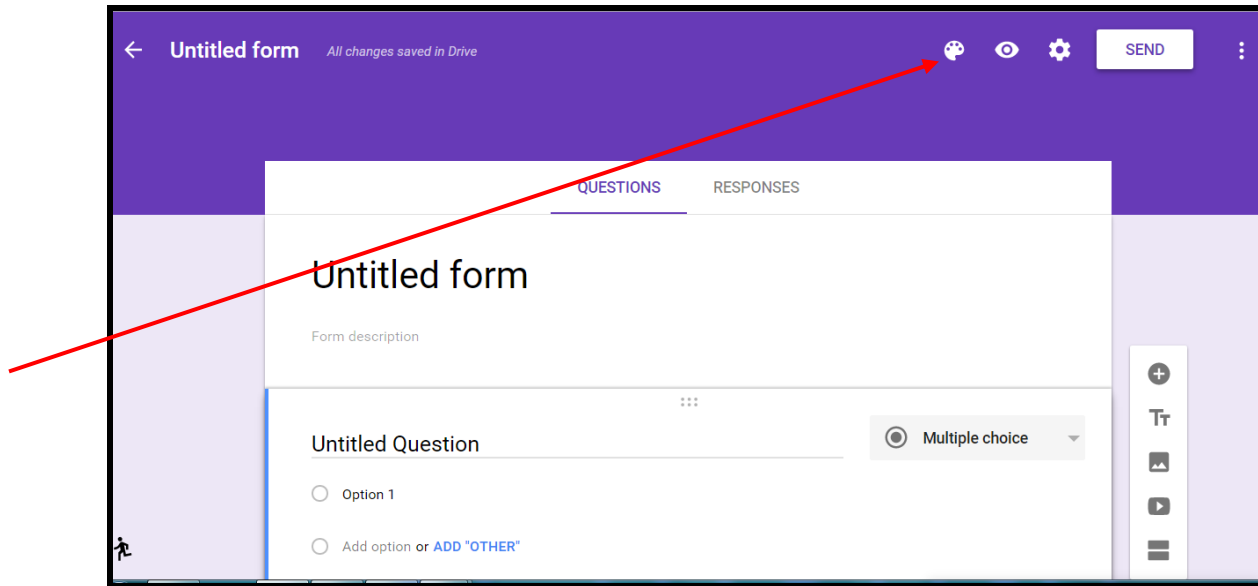 Untitled form All changes saved in Drive SEND
QUESTIONS RESPONSES
Untitled form
Form description
Untitled Question Multiple choice
Option 1
Add option or ADD "OTHER"